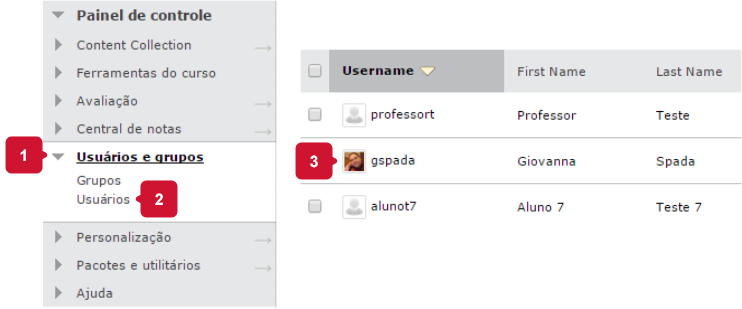 Painel de controle
Content Collection
Ferramentas do curso
Avaliação
Central de notas
1 Usuários e grupos
Grupos
Usuários 2
Personalização
Pacotes e utilitários
Ajuda
Username First Name Last Name
professort Professor Teste
3 gspada Giovanna Spada
alunot7 Aluno 7 Teste 7